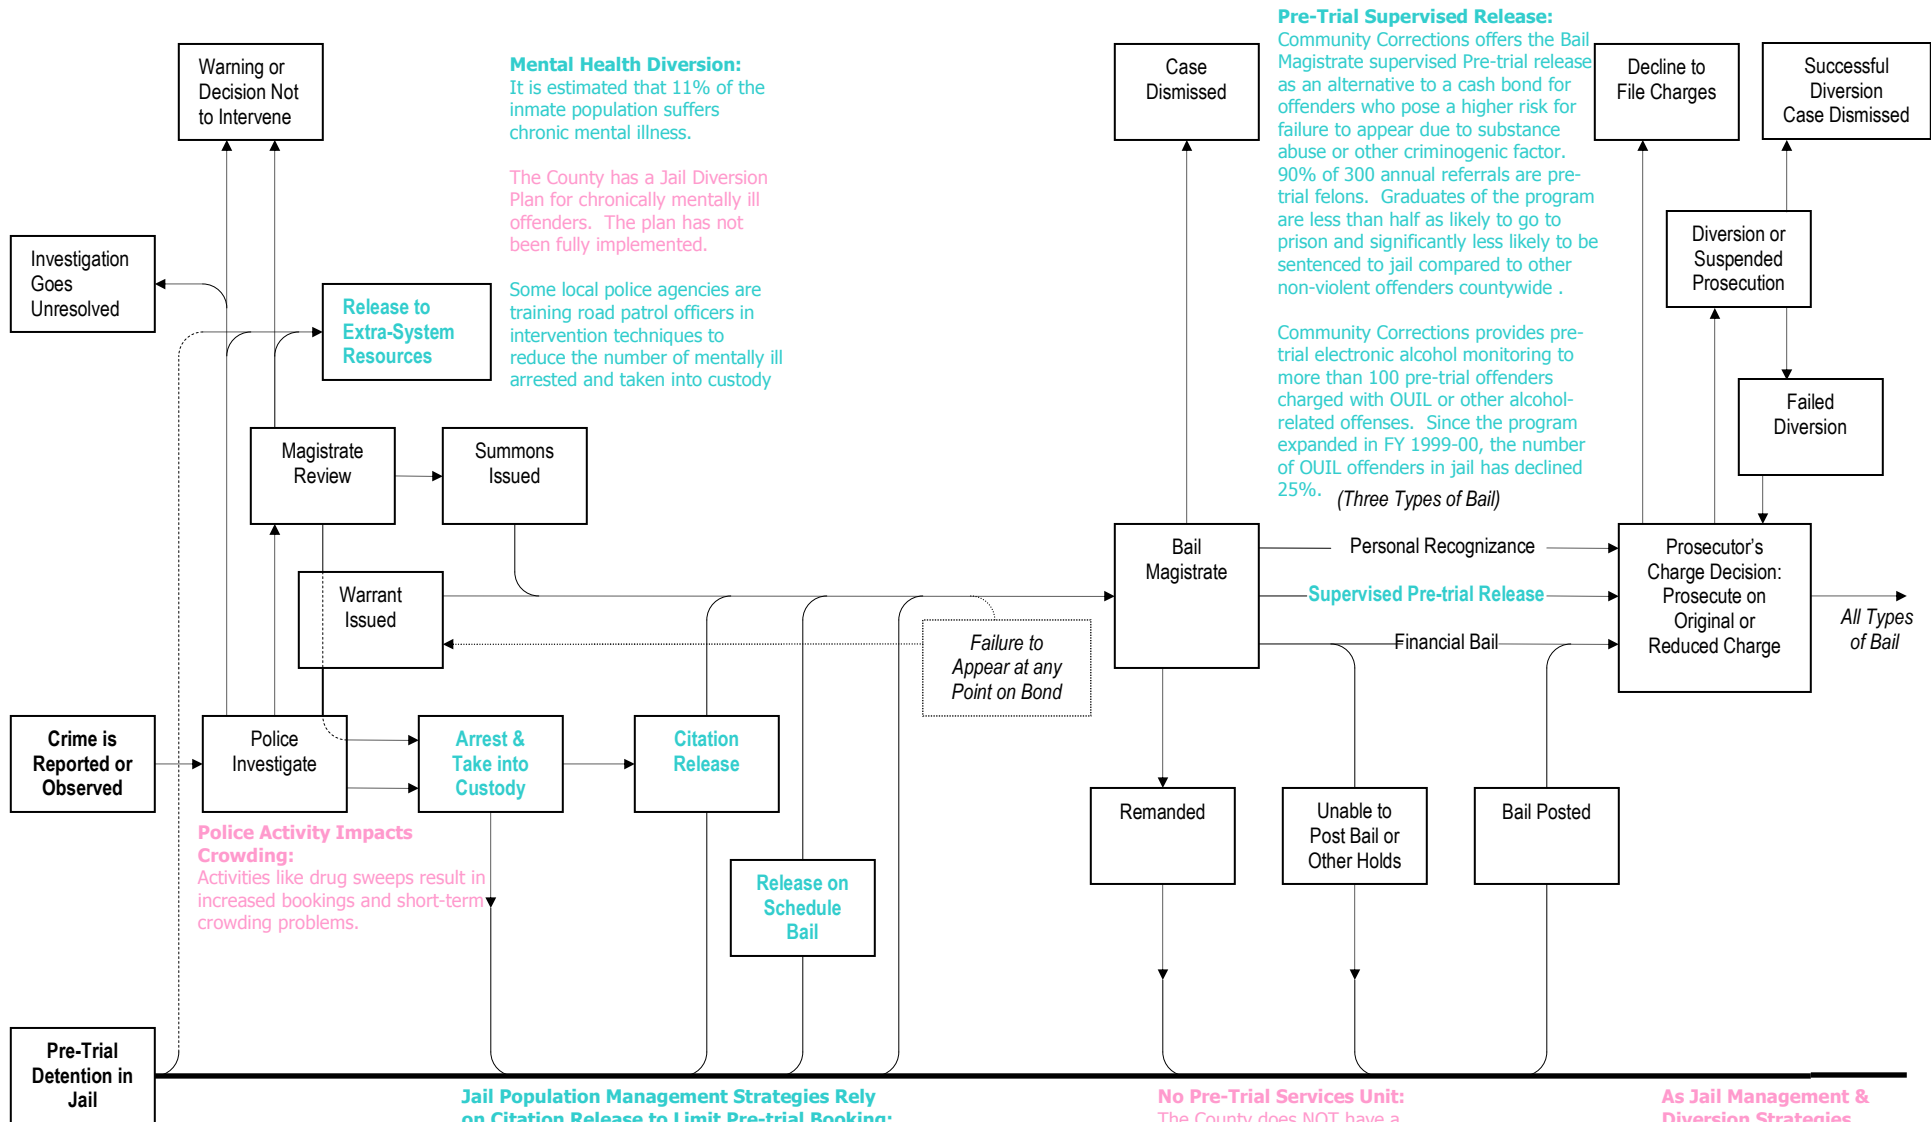 Pre-Trial Supervised Release:
Community Corrections offers the Bail
Magistrate supervised Pre-trial release
as an alternative to a cash bond for
offenders who pose a higher risk for
failure to appear due to substance
abuse or other criminogenic factor.
90% of 300 annual referrals are pre-
trial felons.  Graduates of the program
are less than half as likely to go to
prison and significantly less likely to be
sentenced to jail compared to other
non-violent offenders countywide .
Community Corrections provides pre-
trial electronic alcohol monitoring to
more than 100 pre-trial offenders
charged with OUIL or other alcohol-
related offenses.  Since the program
expanded in FY 1999-00, the number
of OUIL offenders in jail has declined
25%.
Warning or
Decision Not
to Intervene
Mental Health Diversion:
It is estimated that 11% of the
inmate population suffers
chronic mental illness.
The County has a Jail Diversion
Plan for chronically mentally ill
offenders.  The plan has not
been fully implemented.
Some local police agencies are
training road patrol officers in
intervention techniques to
reduce the number of mentally ill
arrested and taken into custody
Case
Dismissed
Decline to
File Charges
Successful
Diversion
Case Dismissed
Investigation
Goes
Unresolved
Release to
Extra-System
Resources
Diversion or
Suspended
Prosecution
Failed
Diversion
Magistrate
Review
Summons
Issued
(Three Types of Bail)
Warrant
Issued
Bail
Magistrate
Personal Recognizance
Supervised Pre-trial Release
Financial Bail
Prosecutor's
Charge Decision:
Prosecute on
Original or
Reduced Charge
All Types
of Bail
Failure to
Appear at any
Point on Bond
Crime is
Reported or
Observed
Police
Investigate
Arrest &
Take into
Custody
Citation
Release
Remanded
Unable to
Post Bail or
Other Holds
Bail Posted
Police Activity Impacts
Crowding:
Activities like drug sweeps result in
increased bookings and short-term
crowding problems.
Release on
Schedule
Bail
Pre-Trial
Detention in
Jail
Jail Population Management Strategies Rely
on Citation Release to Limit Pre-trial Booking:
No Pre-Trial Services Unit:
The County does NOT have a
As Jail Management &
Diversion Strategies